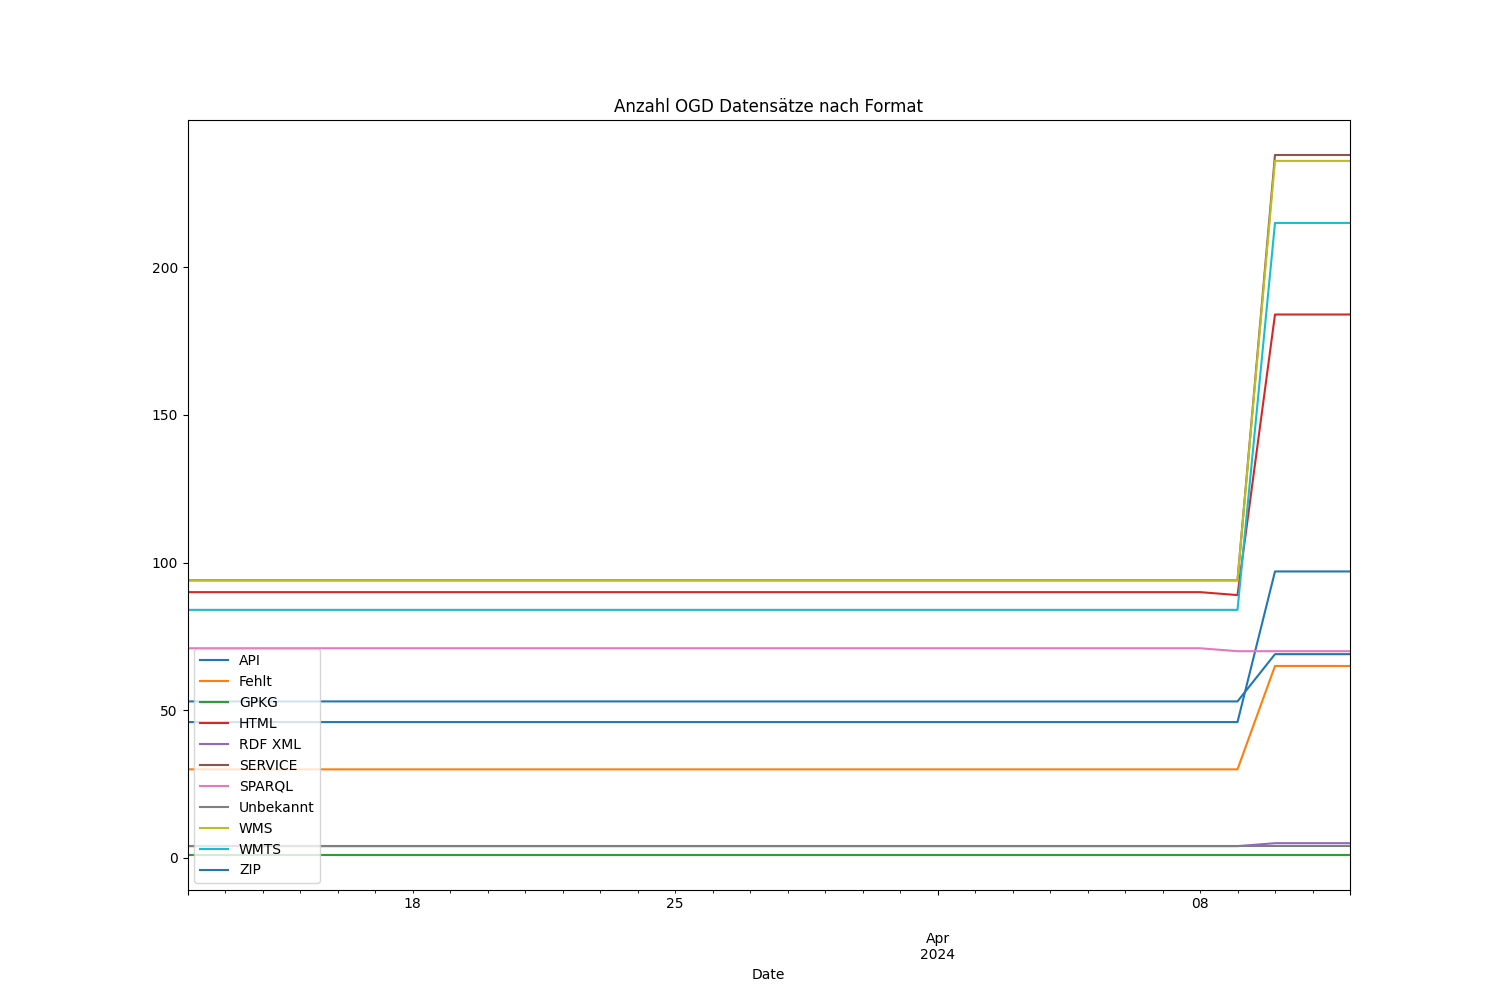 Anzahl OGD Datensätze nach Format
200
150
100
50
0
API
Fehlt
GPKG
HTML
RDF XML
SERVICE
SPARQL
Unbekannt
WMS
WMTS
ZIP
18
25
08
Apr
2024
Date